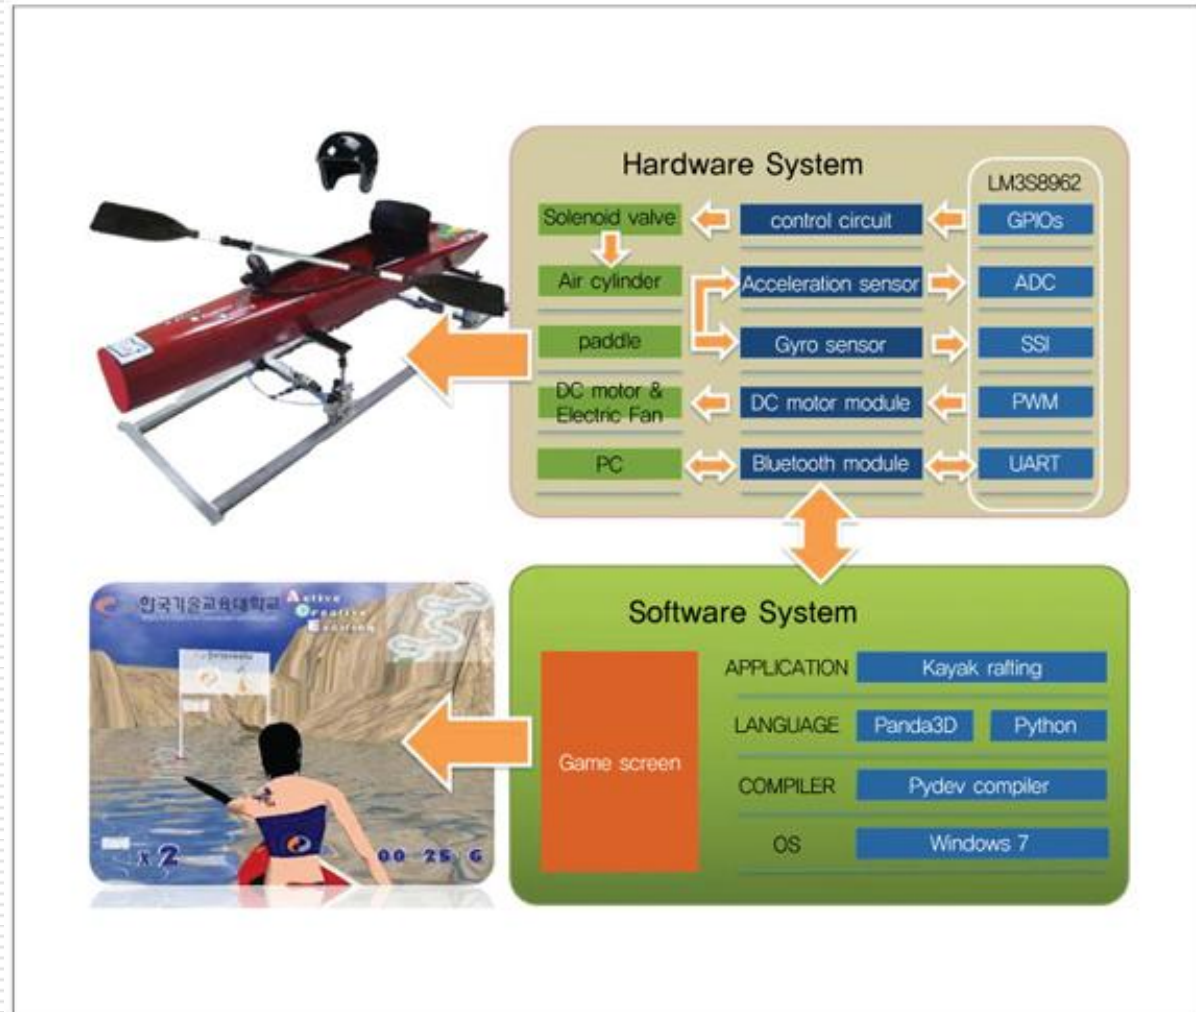 Hardware System
LM3S8962
Solenoid valve
control circuit
GPIOs
Air cylinder
Acceleration sensor
ADC
paddle
Gyro sensor
SSI
DC motor &
Electric Fan
DC motor module
PWM
PC
Bluetooth module
UART
한국기술교육대학교
Active
Creative
Exciting
x 2
00 25 6
Software System
Game screen
APPLICATION
Kayak rafting
LANGUAGE
Panda3D
Python
COMPILER
Pydev compiler
OS
Windows 7